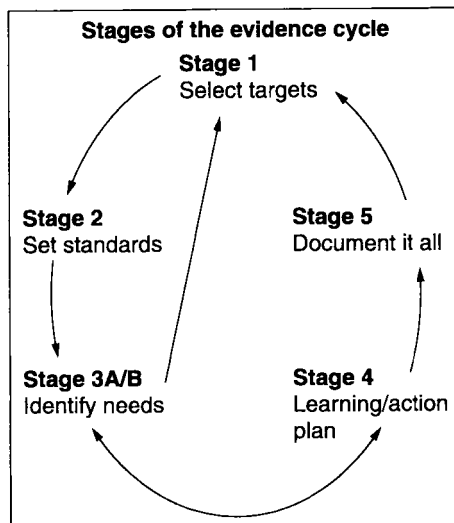 Stages of the evidence cycle
Stage 1
Select targets
Stage 2
Set standards
Stage 3A/B
Identify needs
Stage 4
Learning/action
plan
Stage 5
Document it all